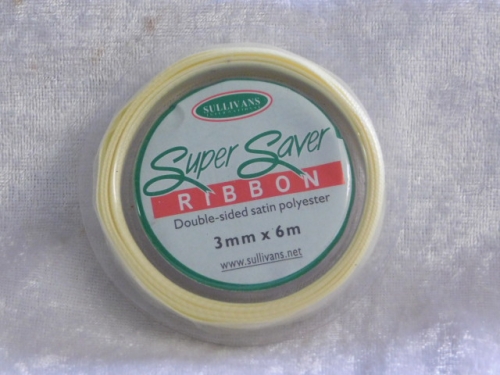 SULLIVANS
Super Saver
RIBBON
Double-sided satin polyester
3mm x 6m
www.sullivans.net